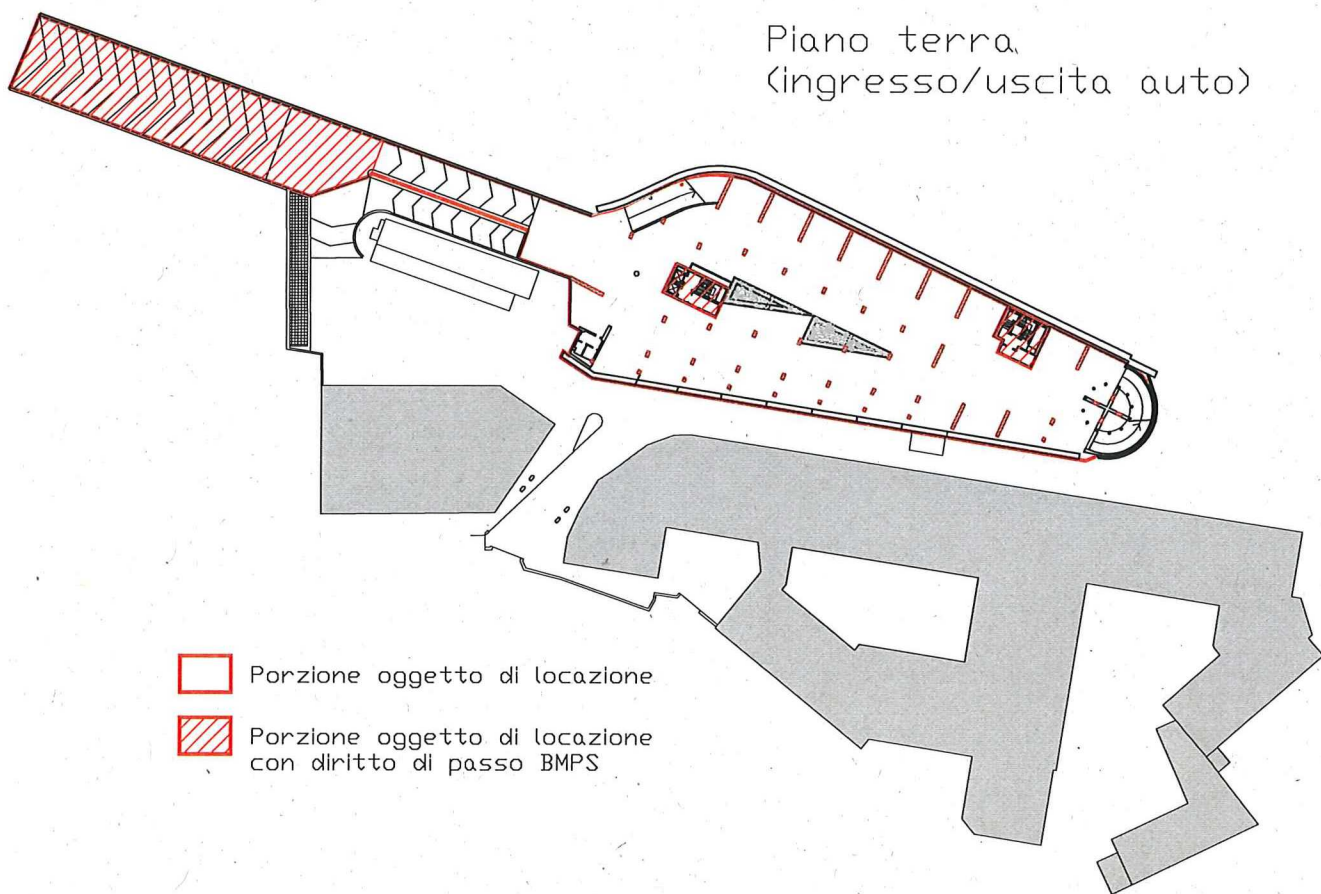 Piano terra
(ingresso/uscita auto)
Porzione oggetto di locazione
Porzione oggetto di locazione
con diritto di passo BMPS